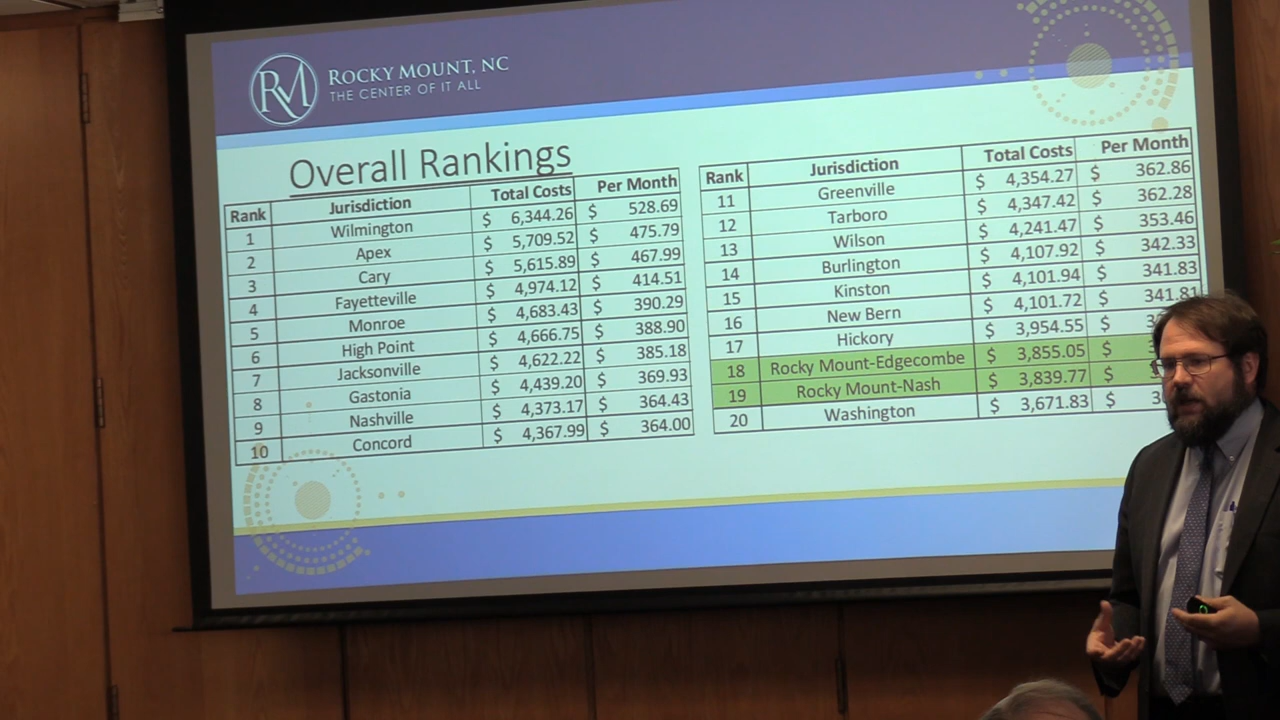 RM
ROCKY MOUNT, NC
THE CENTER OF IT ALL
Overall Rankings
Rank Jurisdiction Total Costs Per Month
1 Wilmington $ 6,344.26 $ 528.69
2 Apex $ 5,709.52 $ 475.79
3 Cary $ 5,615.89 $ 467.99
4 Fayetteville $ 4,974.12 $ 414.51
5 Monroe $ 4,683.43 $ 390.29
6 High Point $ 4,666.75 $ 388.90
7 Jacksonville $ 4,622.22 $ 385.18
8 Gastonia $ 4,439.20 $ 369.93
9 Nashville $ 4,373.17 $ 364.43
10 Concord $ 4,367.99 $ 364.00
Rank Jurisdiction Total Costs Per Month
11 Greenville $ 4,354.27 $ 362.86
12 Tarboro $ 4,347.42 $ 362.28
13 Wilson $ 4,241.47 $ 353.46
14 Burlington $ 4,107.92 $ 342.33
15 Kinston $ 4,101.94 $ 341.83
16 New Bern $ 4,101.72 $ 341.81
17 Hickory $ 3,954.55 $
18 Rocky Mount-Edgecombe $ 3,855.05 $
19 Rocky Mount-Nash $ 3,839.77 $
20 Washington $ 3,671.83 $